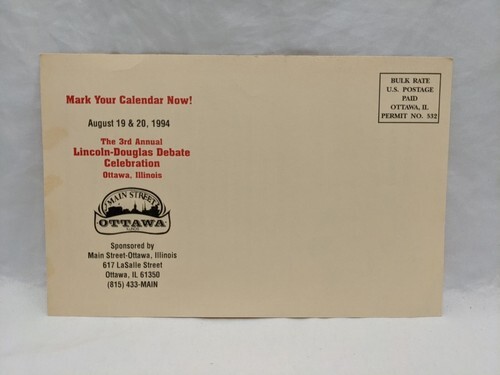 Mark Your Calendar Now!
August 19 & 20, 1994
The 3rd Annual
Lincoln-Douglas Debate
Celebration
Ottawa, Illinois
MAIN STREET
OTTAWA
Sponsored by
Main Street-Ottawa, Illinois
617 LaSalle Street
Ottawa, IL 61350
(815) 433-MAIN
BULK RATE
U.S. POSTAGE
PAID
OTTAWA, IL
PERMIT NO. 532